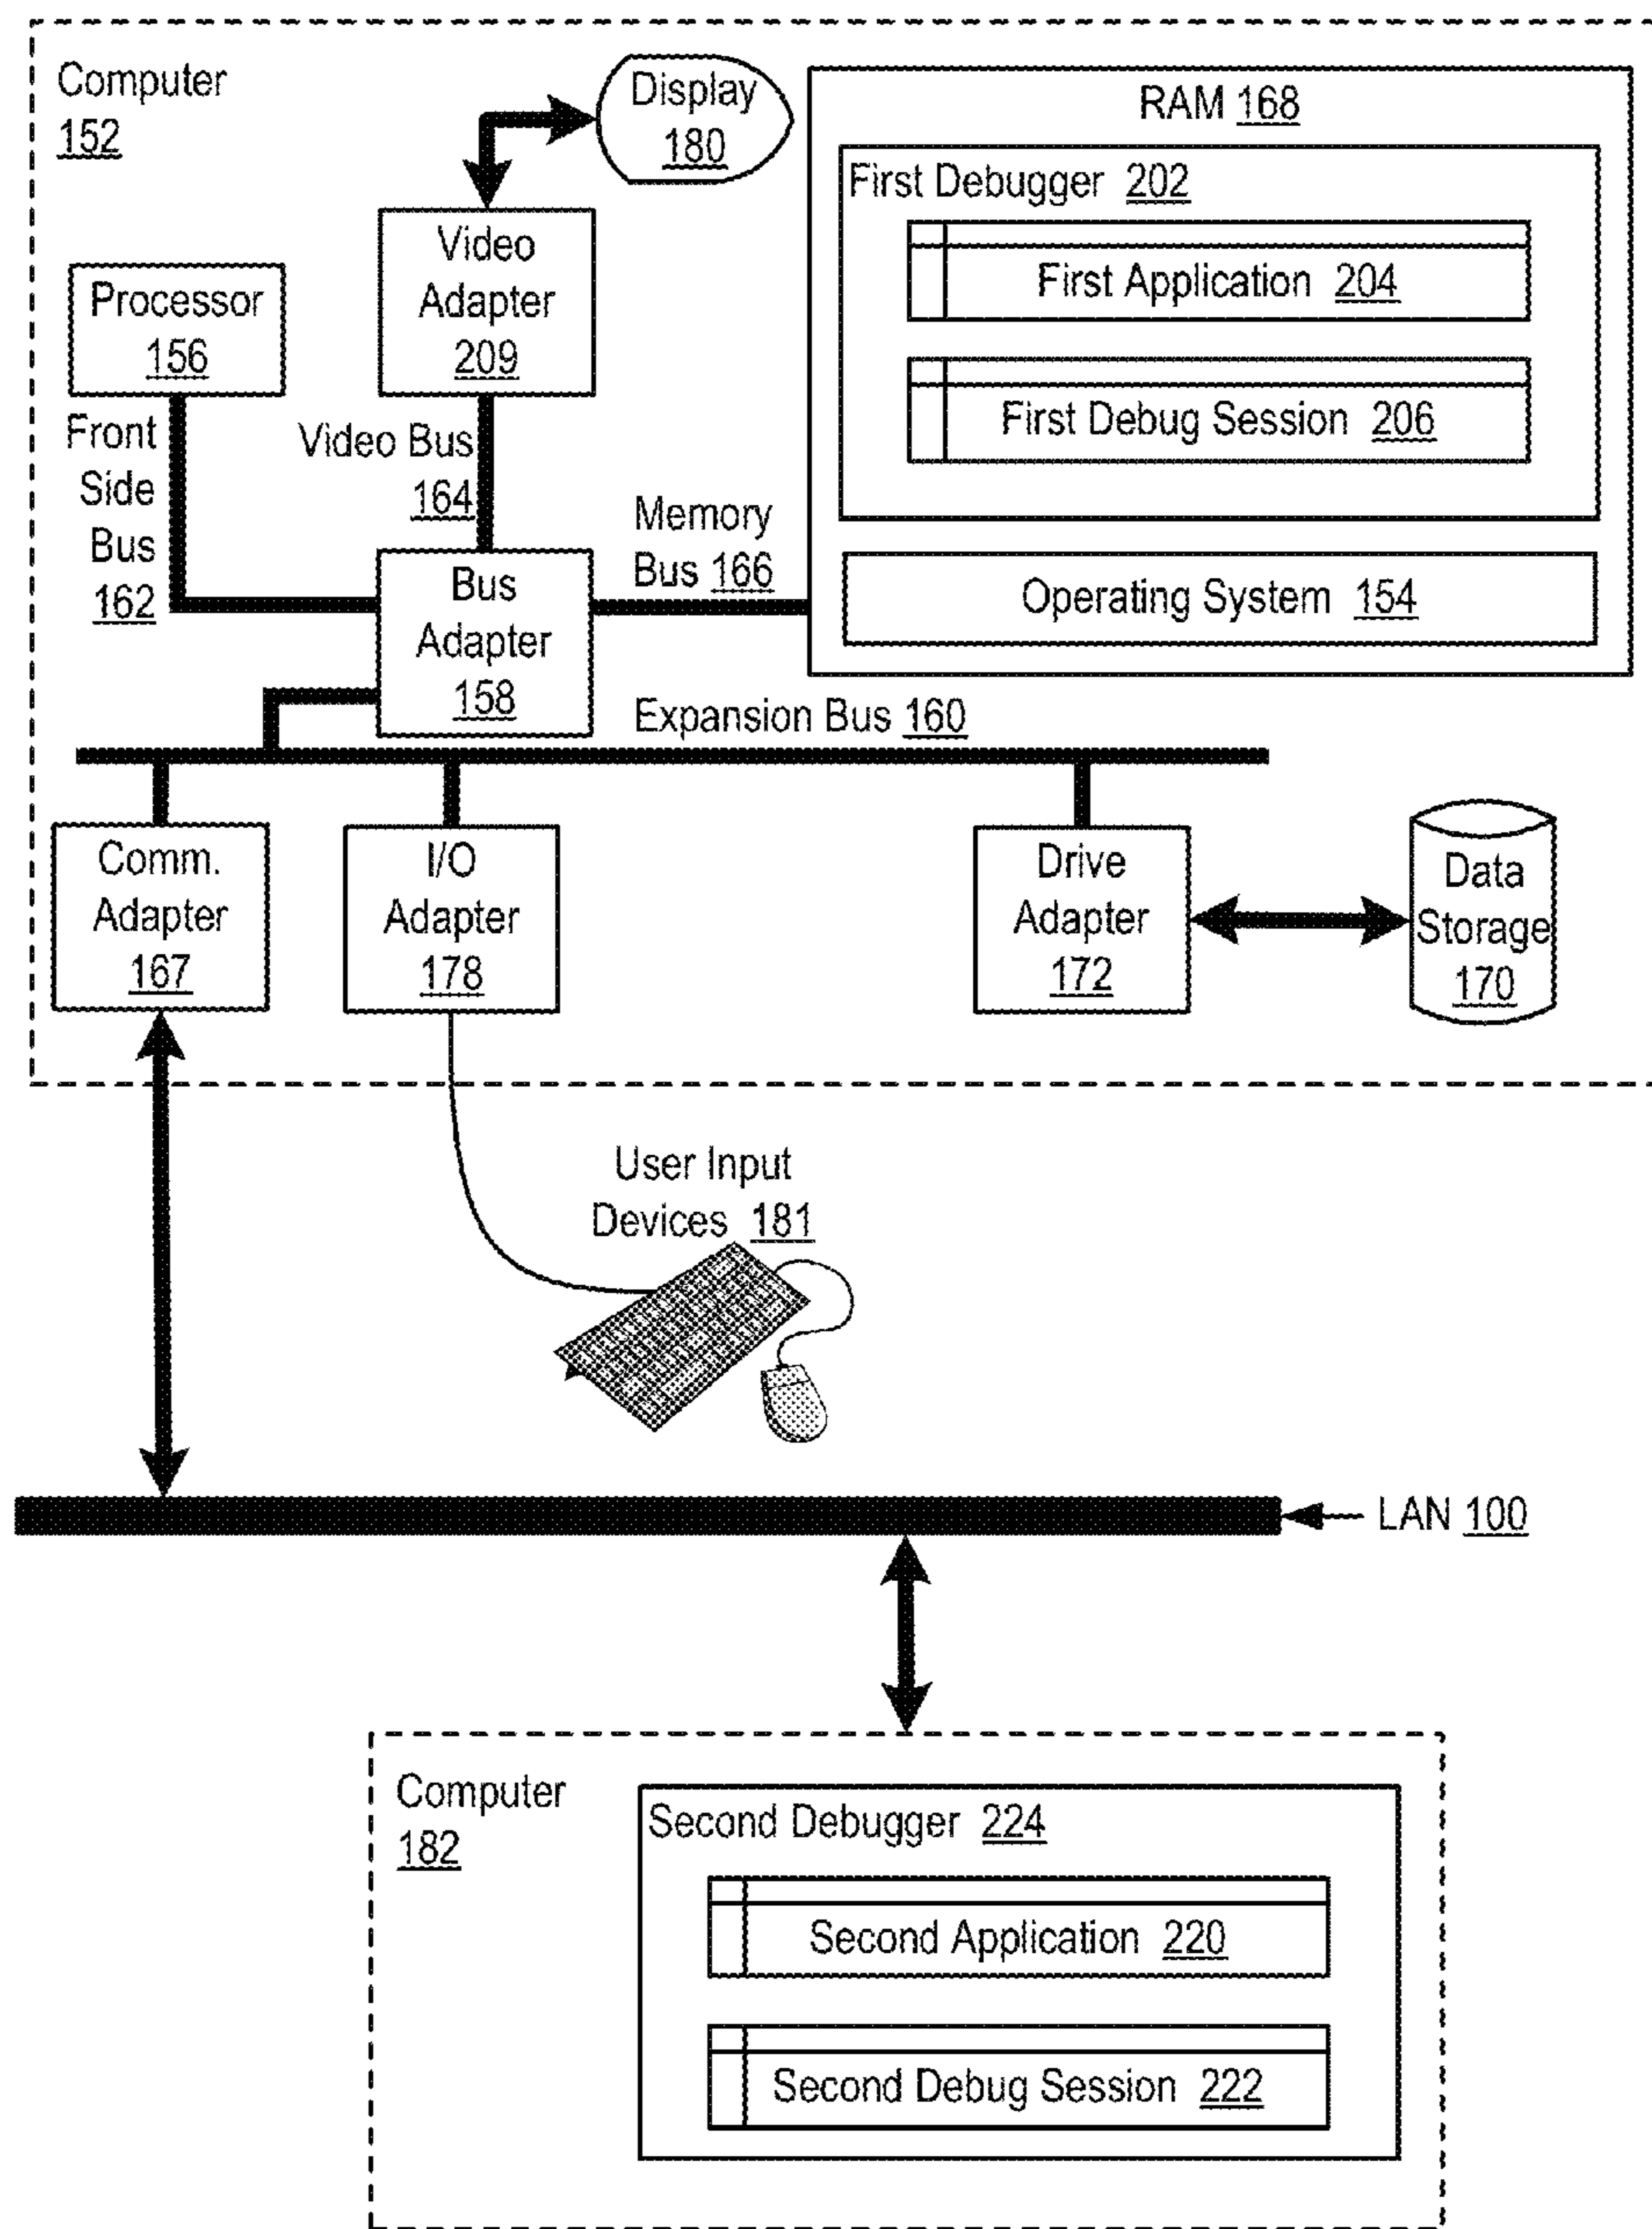 Computer
152
Display
180
RAM 168
First Debugger 202
First Application 204
First Debug Session 206
Operating System 154
Video
Adapter
209
Processor
156
Front
Side
Bus
162
Video Bus
164
Memory
Bus 166
Bus
Adapter
158
Expansion Bus 160
Comm.
Adapter
167
I/O
Adapter
178
Drive
Adapter
172
Data
Storage
170
User Input
Devices 181
LAN 100
Computer
182
Second Debugger 224
Second Application 220
Second Debug Session 222